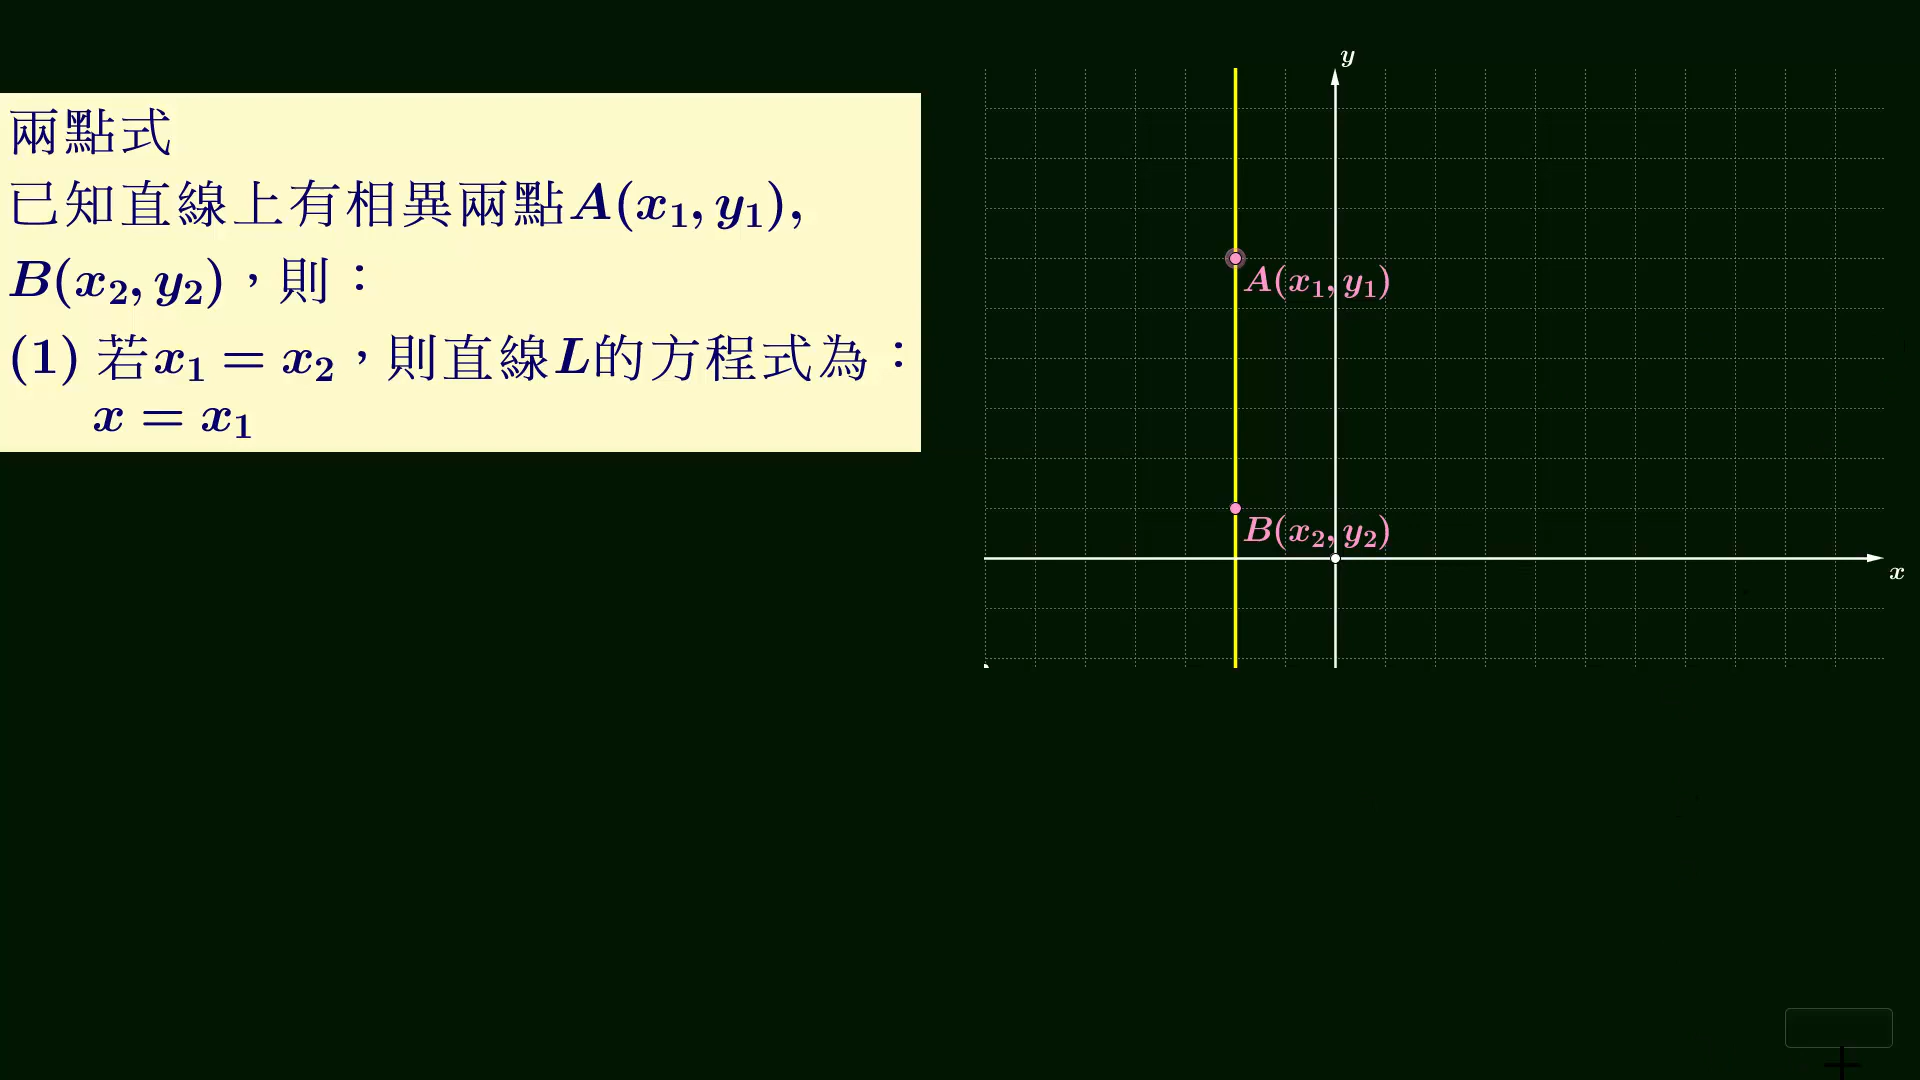 兩點式
已知直線上有相異兩點A(x₁, y₁),
B(x₂, y₂)，則：
(1) 若x₁ = x₂，則直線L的方程式為：
x = x₁
y
A(x₁, y₁)
B(x₂, y₂)
x